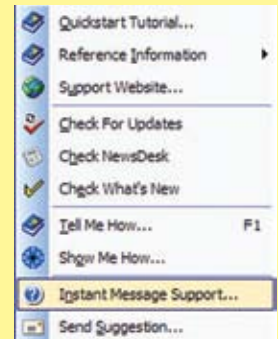 Quickstart Tutorial...
Reference Information
Support Website...
Check For Updates
Check NewsDesk
Check What's New
Tell Me How... F1
Show Me How...
Instant Message Support...
Send Suggestion...